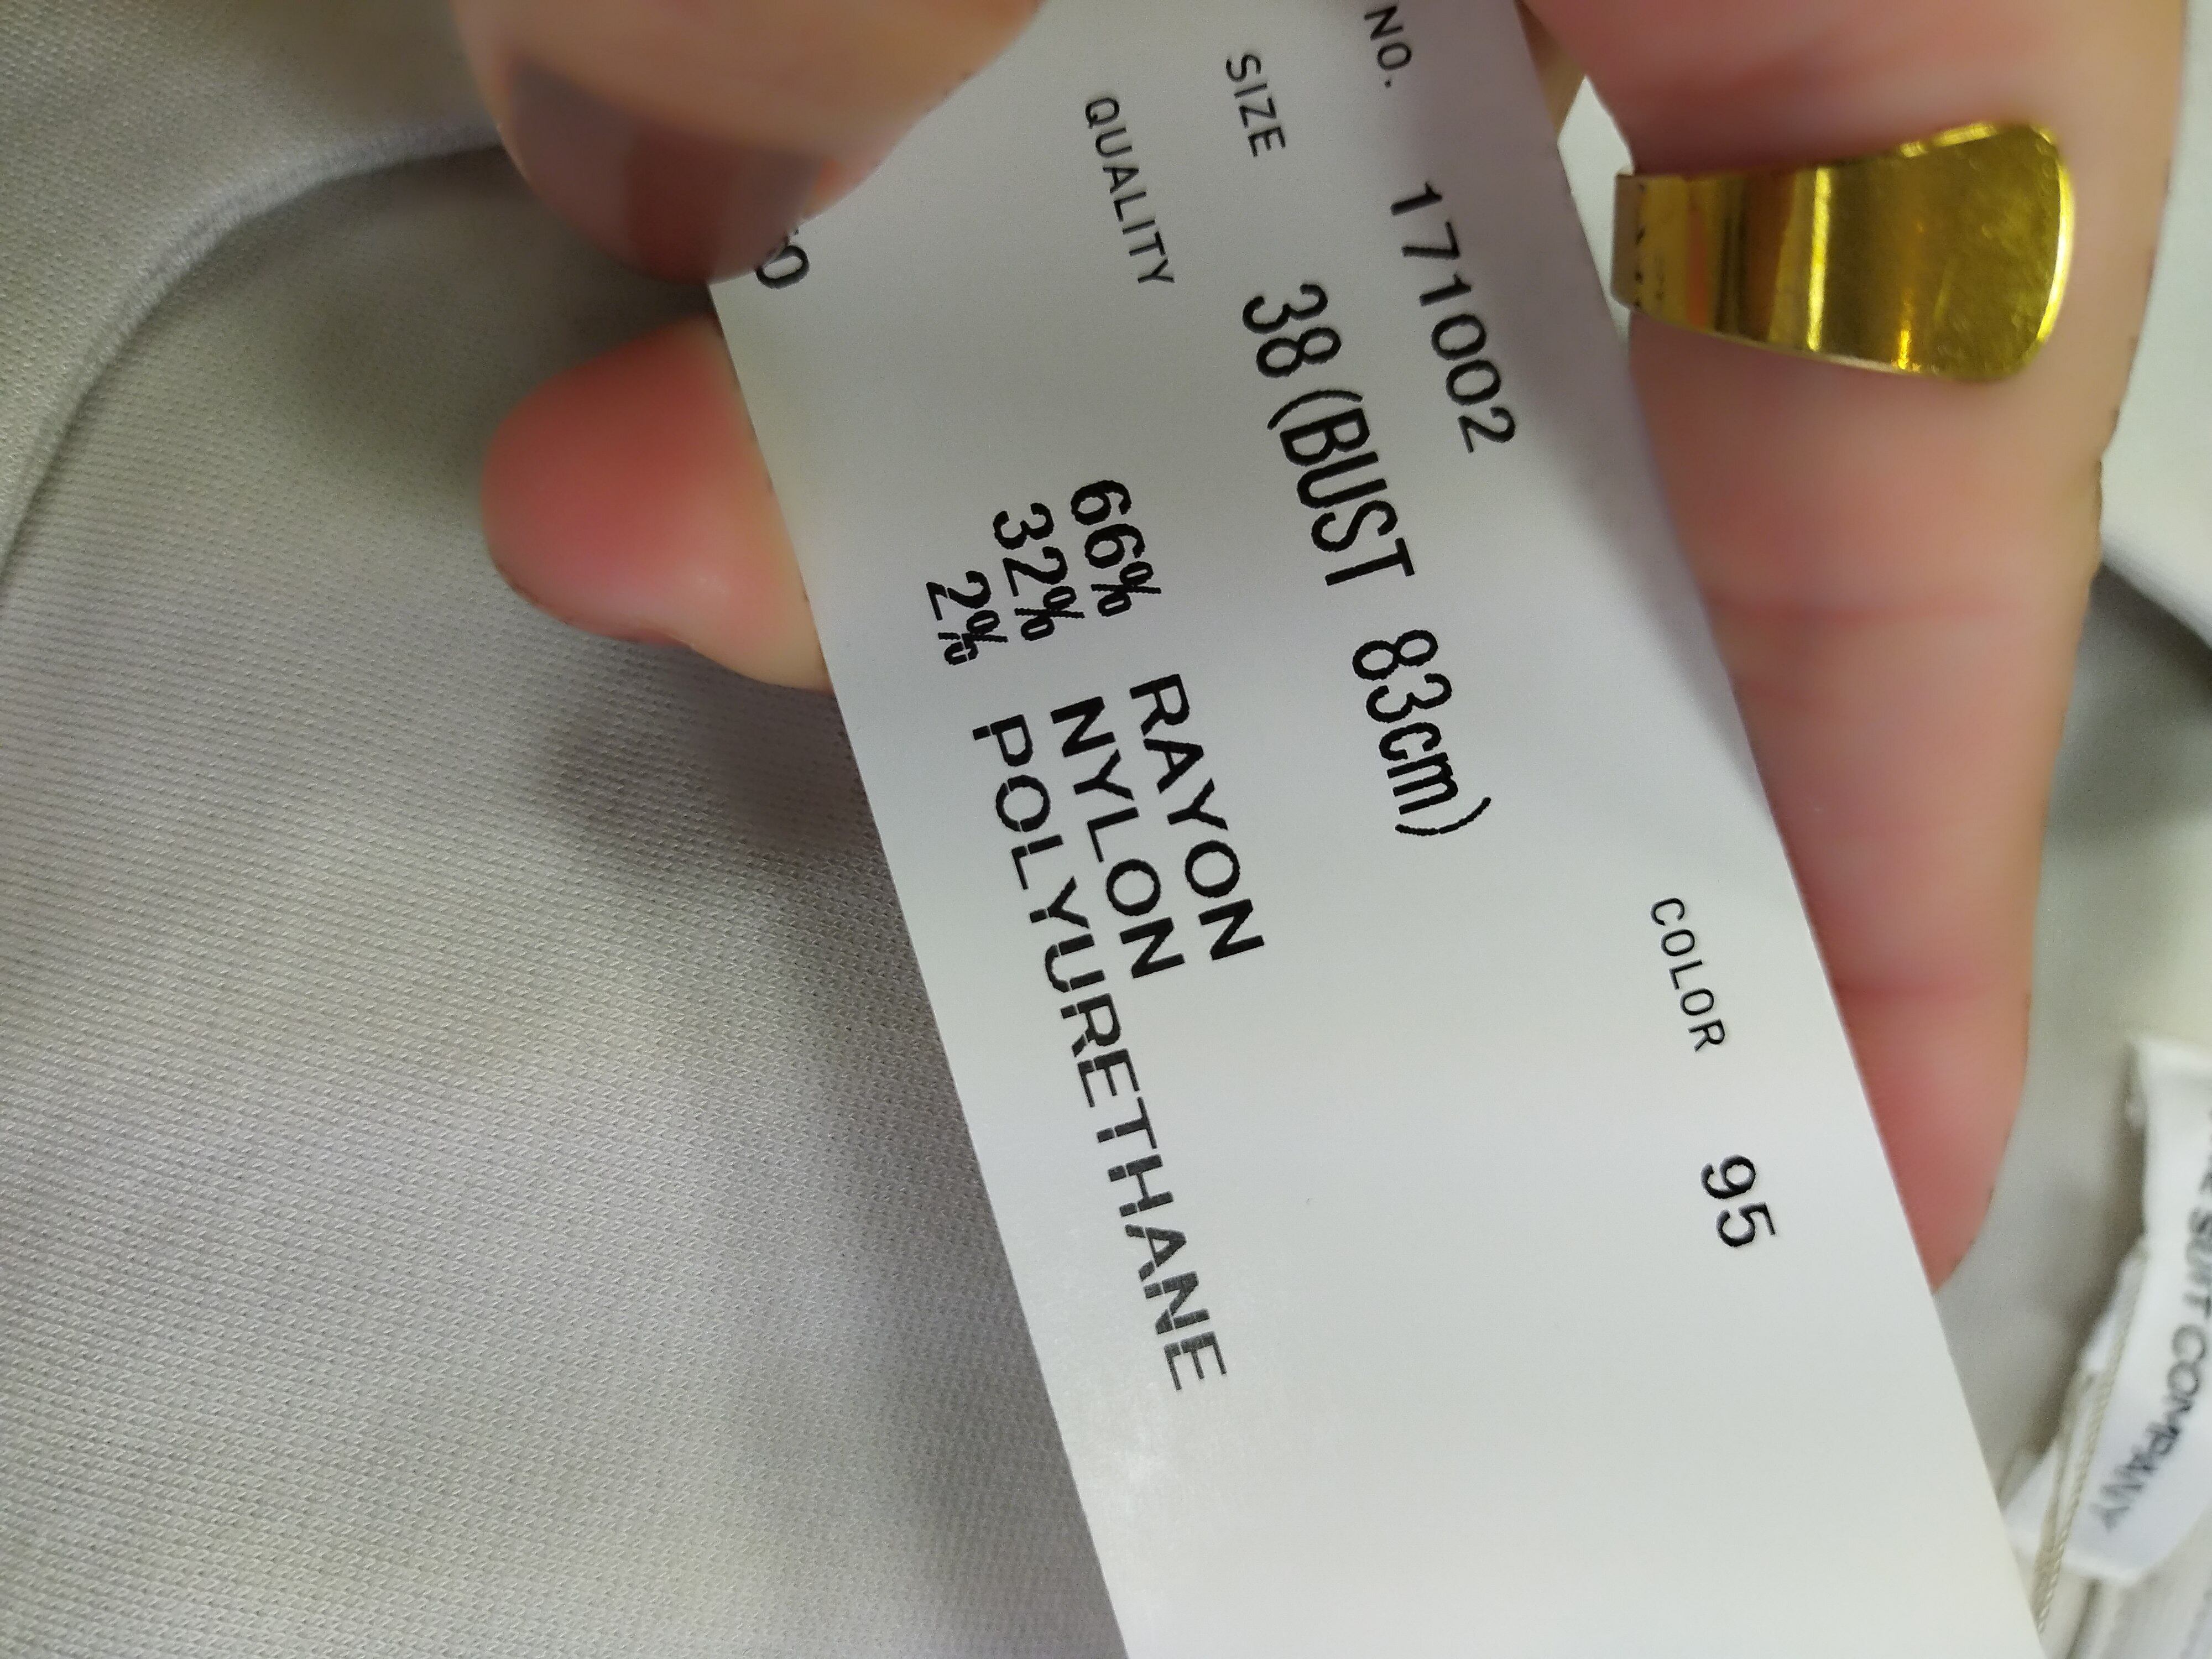 NO. 171002 COLOR 95
SIZE 38(BUST 83cm)
QUALITY
66% RAYON
32% NYLON
2% POLYURETHANE
SUIT COMPANY